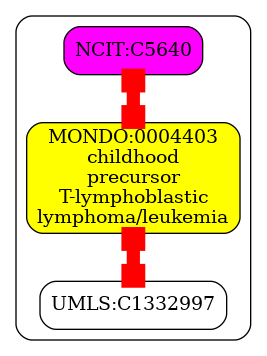 NCIT:C5640
MONDO:0004403
childhood
precursor
T-lymphoblastic
lymphoma/leukemia
UMLS:C1332997